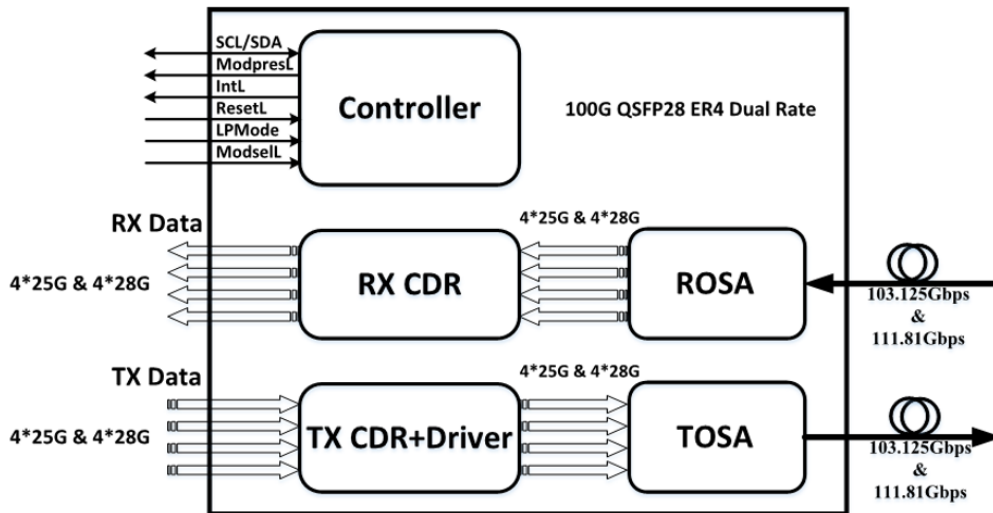 SCL/SDA
ModpresL
IntL
ResetL
LPMode
ModselL
Controller
100G QSFP28 ER4 Dual Rate
RX Data
4*25G & 4*28G
RX CDR
4*25G & 4*28G
ROSA
103.125Gbps
&
111.81Gbps
TX Data
4*25G & 4*28G
TX CDR+Driver
4*25G & 4*28G
TOSA
103.125Gbps
&
111.81Gbps